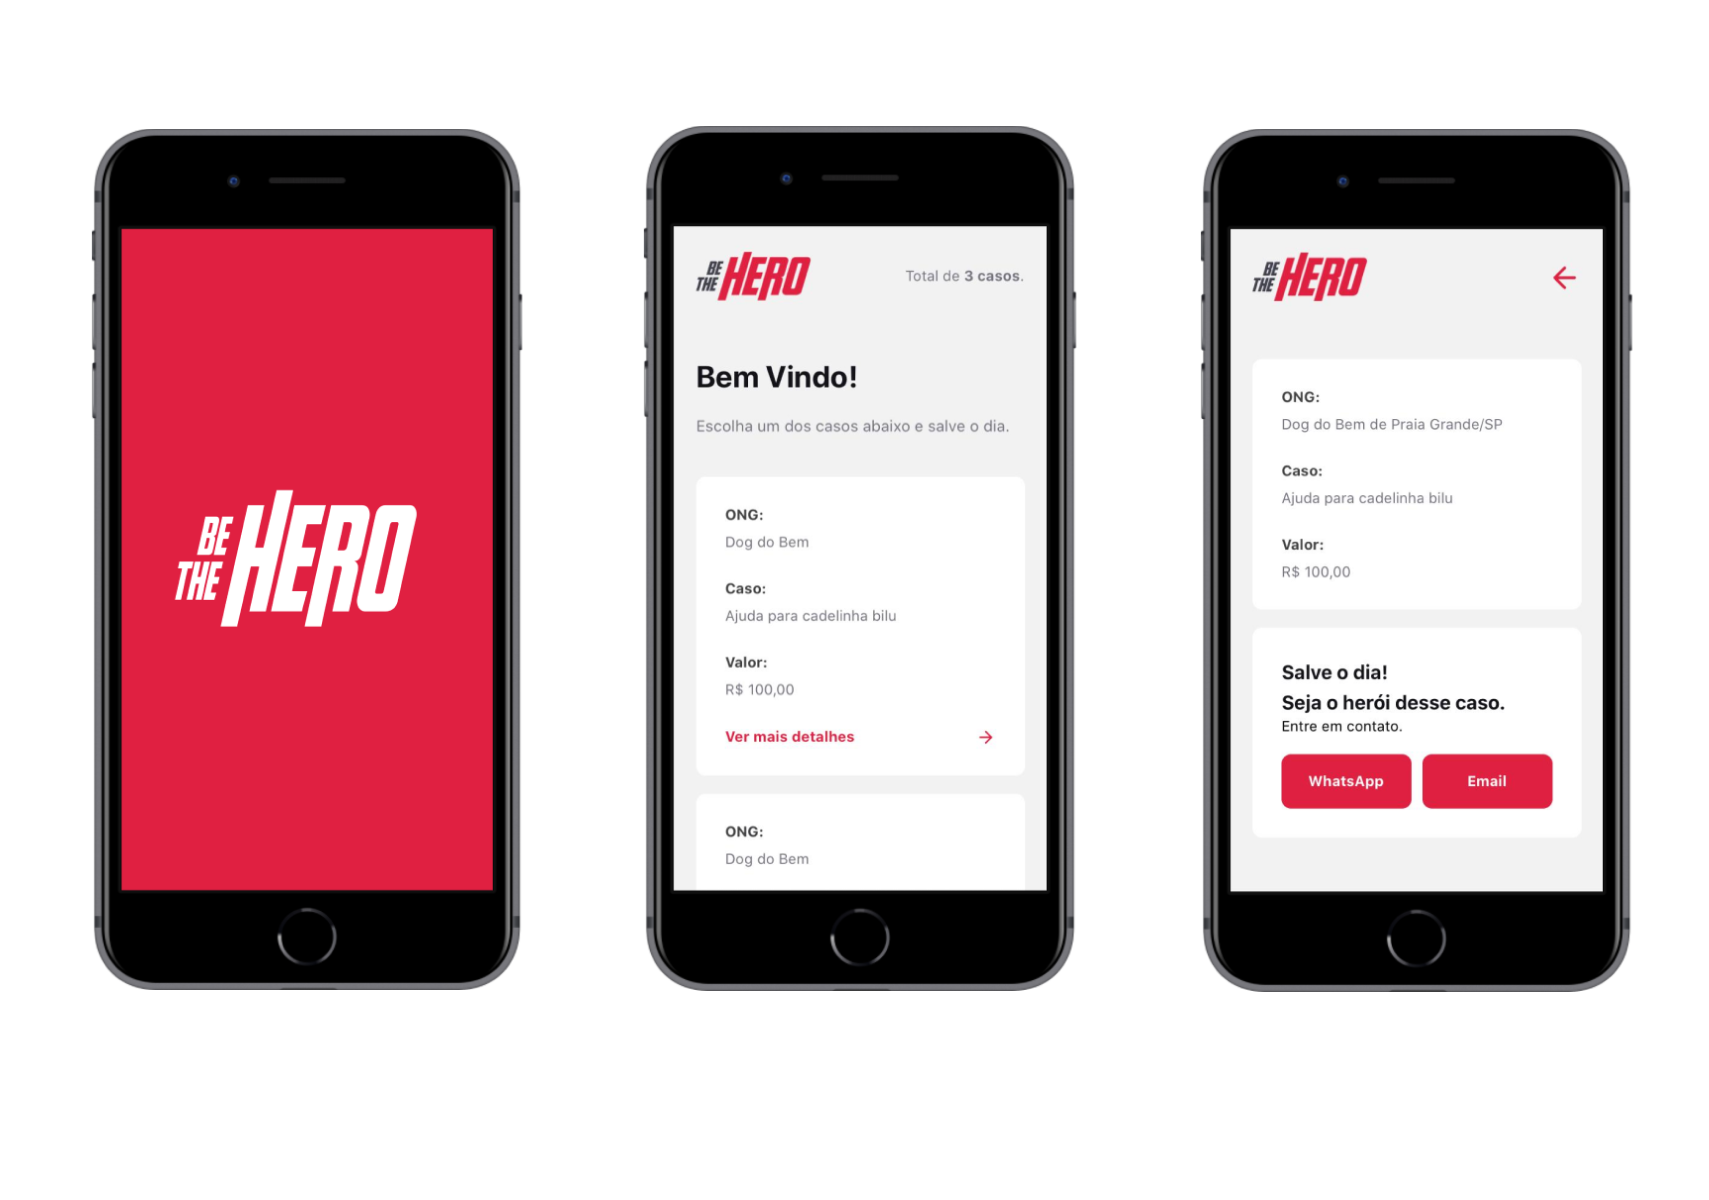 BE
THE HERO
BE
THE HERO
Total de 3 casos.
Bem Vindo!
Escolha um dos casos abaixo e salve o dia.
ONG:
Dog do Bem
Caso:
Ajuda para cadelinha bilu
Valor:
R$ 100,00
Ver mais detalhes
ONG:
Dog do Bem
BE
THE HERO
ONG:
Dog do Bem de Praia Grande/SP
Caso:
Ajuda para cadelinha bilu
Valor:
R$ 100,00
Salve o dia!
Seja o herói desse caso.
Entre em contato.
WhatsApp
Email